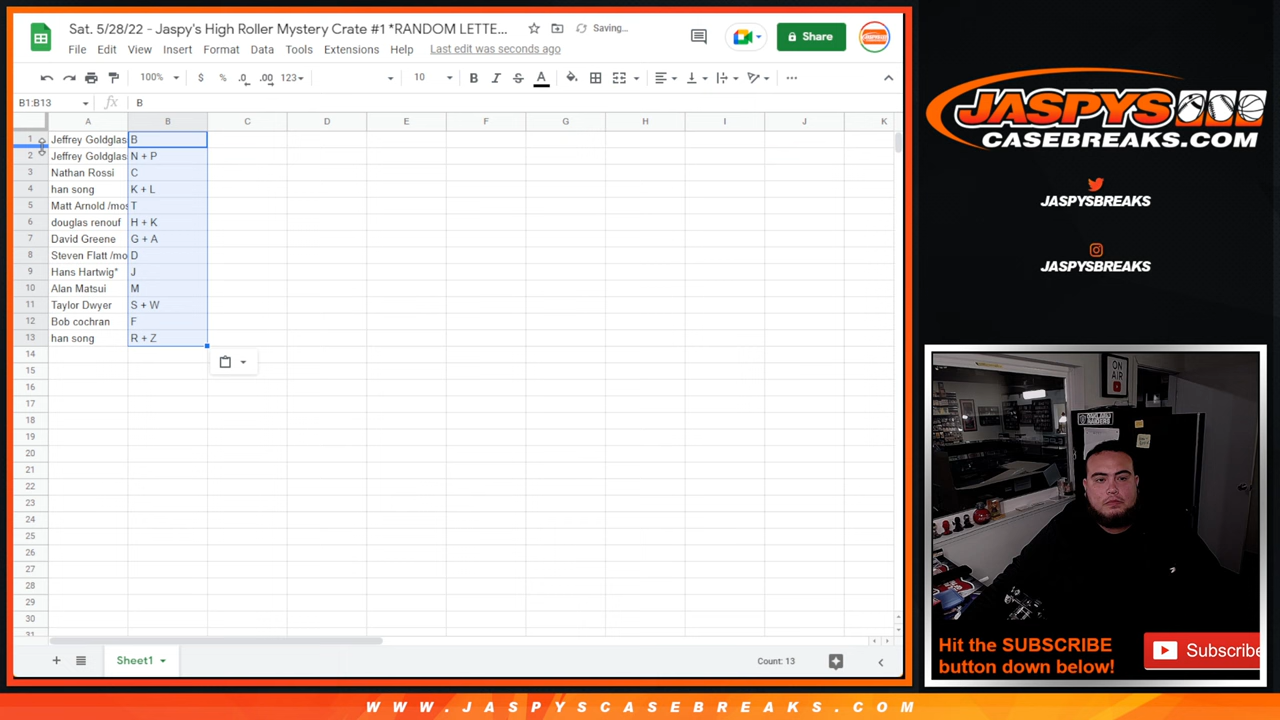 Sat. 5/28/22 - Jaspy's High Roller Mystery Crate #1 *RANDOM LETTE...
Saving...
File Edit View Insert Format Data Tools Extensions Help Last edit was seconds ago
Share
100% $ % .0 .00 123 10 B I S A
B1:B13 fx B
A B C D E F G H I J K
1 Jeffrey Goldglas B
2 Jeffrey Goldglas N + P
3 Nathan Rossi C
4 han song K + L
5 Matt Arnold /mos T
6 douglas renouf H + K
7 David Greene G + A
8 Steven Flatt /mo D
9 Hans Hartwig* J
10 Alan Matsui M
11 Taylor Dwyer S + W
12 Bob cochran F
13 han song R + Z
14
15
16
17
18
19
20
21
22
23
24
25
26
27
28
29
30
31
Sheet1
Count: 13
JASPYS
CASEBREAKS.COM
JASPYSBREAKS
JASPYSBREAKS
ON
AIR
Hit the SUBSCRIBE
button down below!
Subscribe
WWW.JASPYSCASEBREAKS.COM